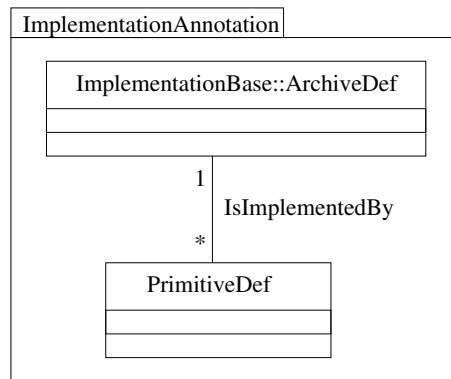 ImplementationAnnotation
ImplementationBase::ArchiveDef
1
IsImplementedBy
*
PrimitiveDef